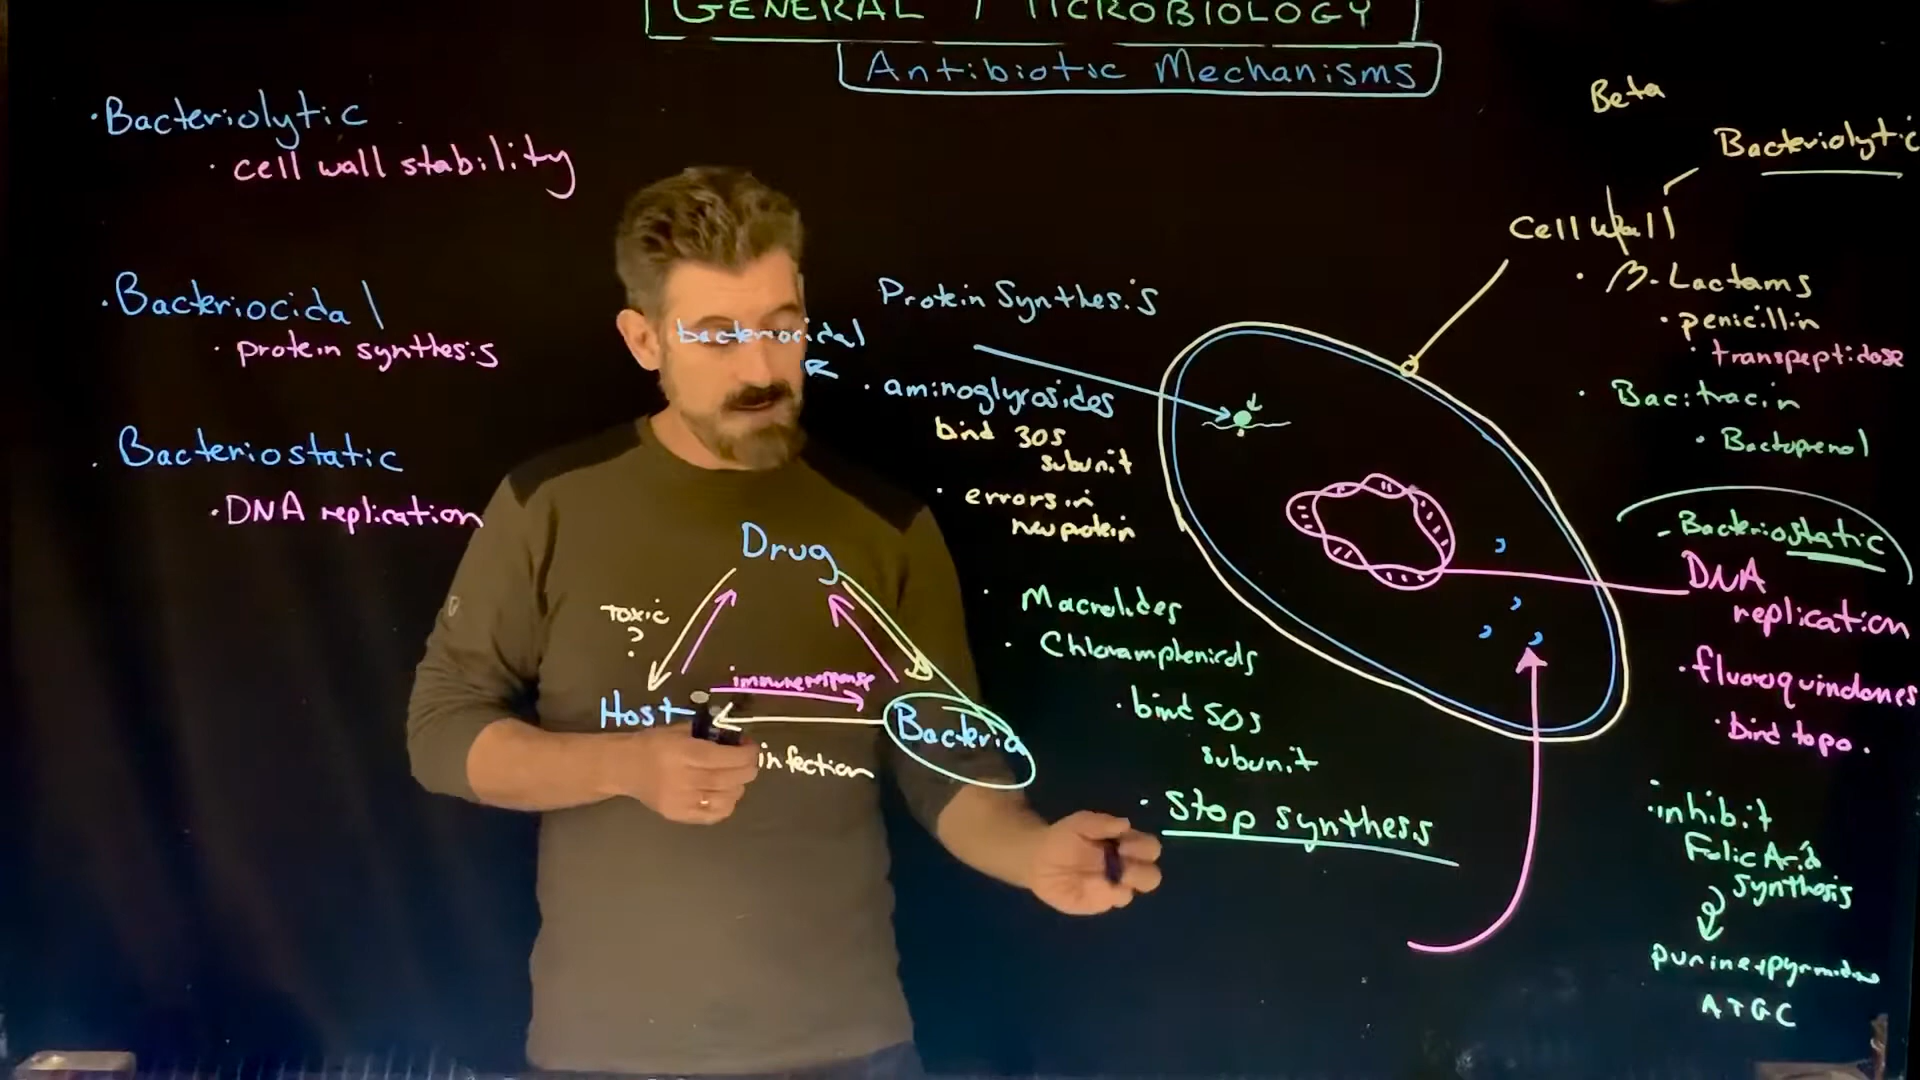 GENERAL MICROBIOLOGY
Antibiotic Mechanisms
• Bacteriolytic
• cell wall stability
• Bacteriocidal
• protein synthesis
• Bacteriostatic
• DNA replication
Drug
Toxic
?
immune response
Host
Bacteria
infection
Protein Synthesis
bacteriocidal
• aminoglyrosides
bind 30s
subunit
• errors in
new protein
• Macrolides
• Chloramphenicols
• bind 50s
subunit
• Stop synthesis
Beta
Bacteriolytic
Cell Wall
• β-Lactams
• penicillin
• transpeptidase
• Bacitracin
• Bactoprenol
- Bacteriostatic
DNA
replication
• fluoroquinolones
• bind topo.
• inhibit
Folic Acid
Synthesis
purine + pyrmidine
ATGC